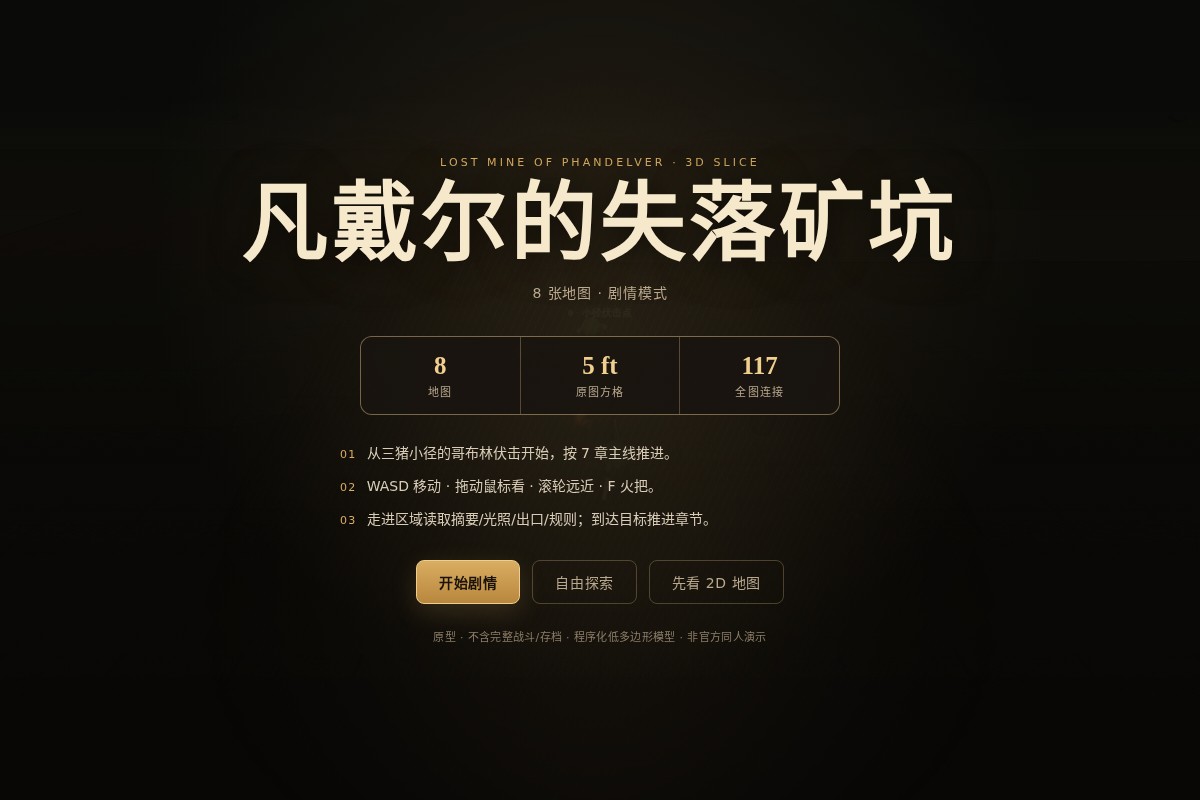 LOST MINE OF PHANDELVER · 3D SLICE
凡戴尔的失落矿坑
8 张地图 · 剧情模式
8
地图
5 ft
原图方格
117
全图连接
01 从三猪小径的哥布林伏击开始，按 7 章主线推进。
02 WASD 移动 · 拖动鼠标看 · 滚轮远近 · F 火把。
03 走进区域读取摘要/光照/出口/规则；到达目标推进章节。
开始剧情 自由探索 先看 2D 地图
原型 · 不含完整战斗/存档 · 程序化低多边形模型 · 非官方同人演示